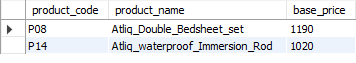 product_code product_name base_price
P08 Atliq_Double_Bedsheet_set 1190
P14 Atliq_waterproof_Immersion_Rod 1020